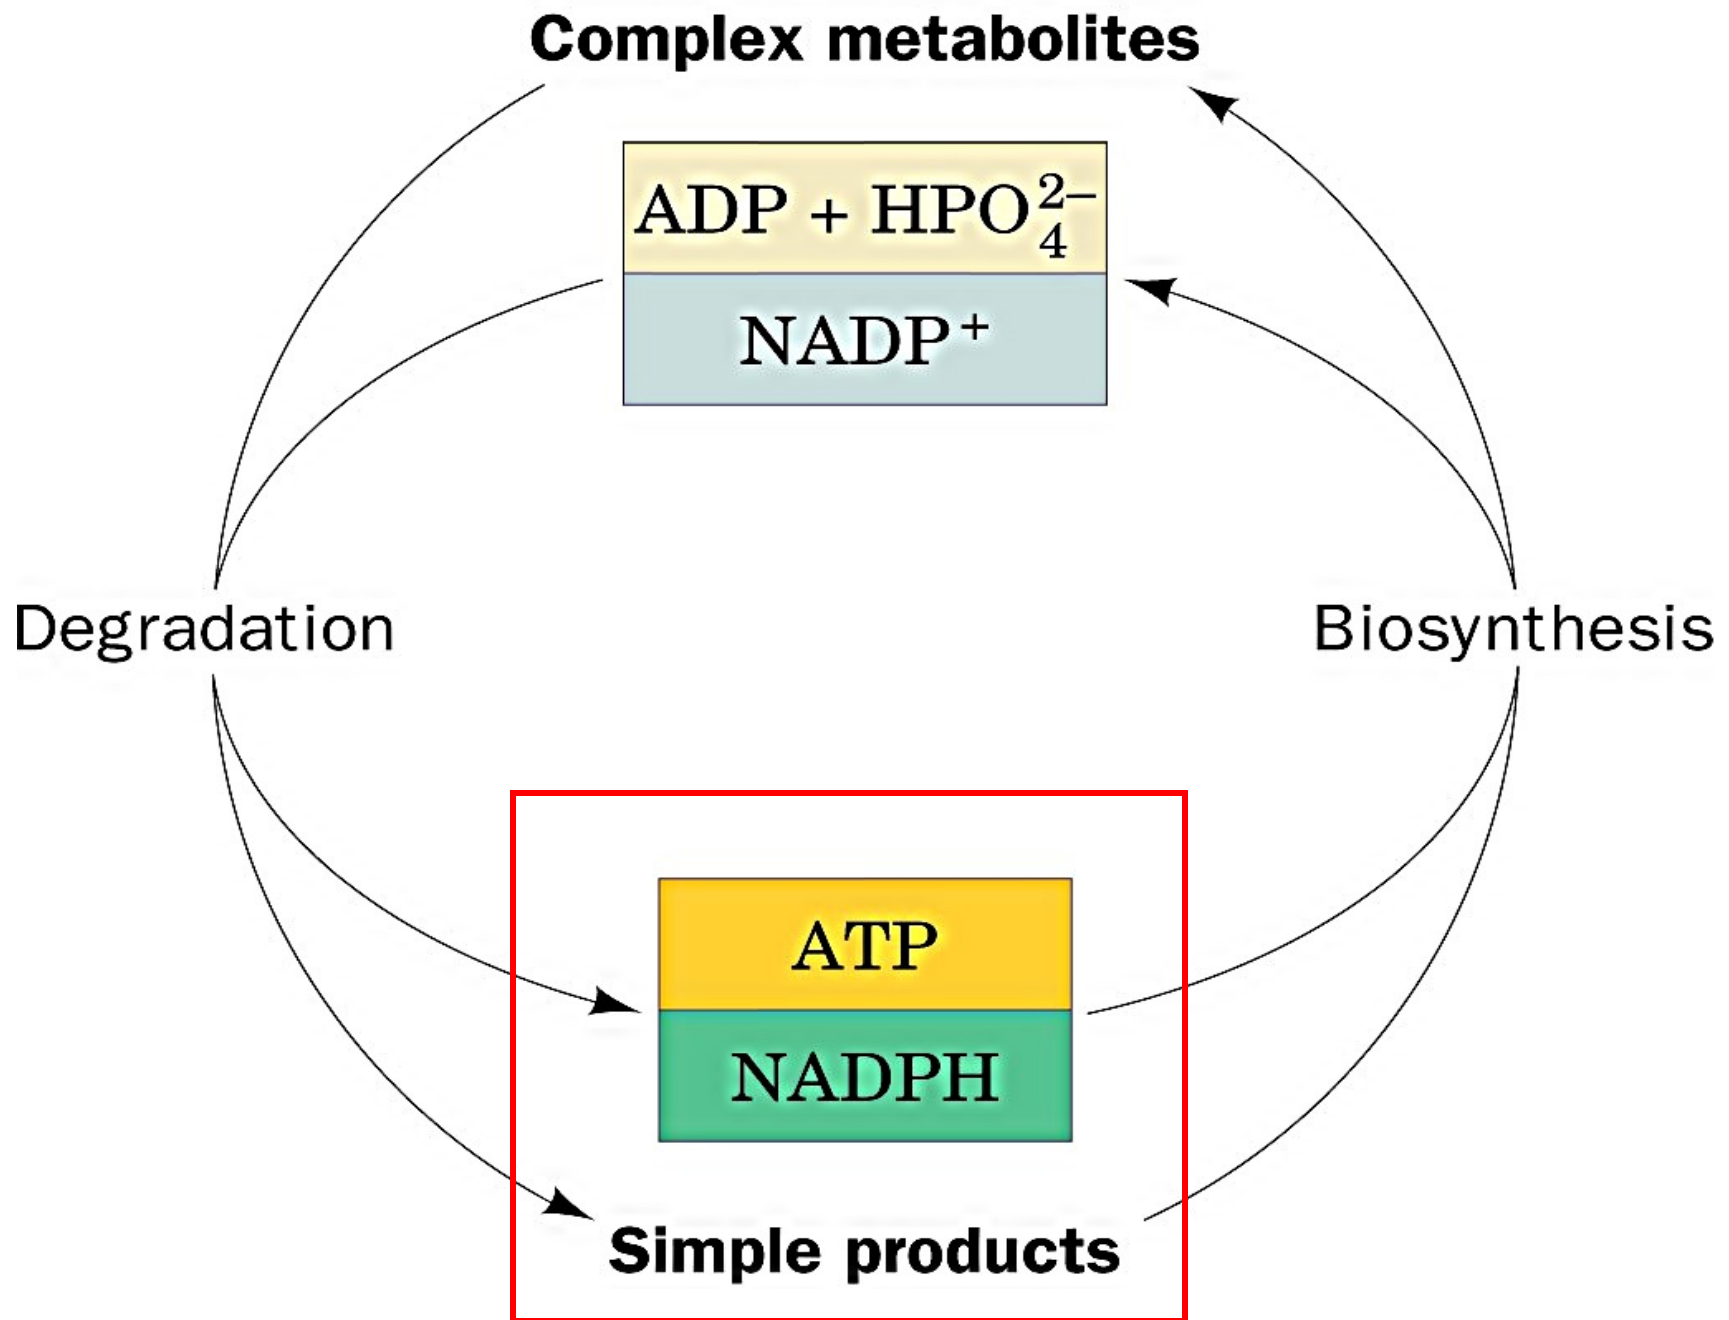 Complex metabolites
ADP + HPO₄²⁻
NADP⁺
Degradation
Biosynthesis
ATP
NADPH
Simple products